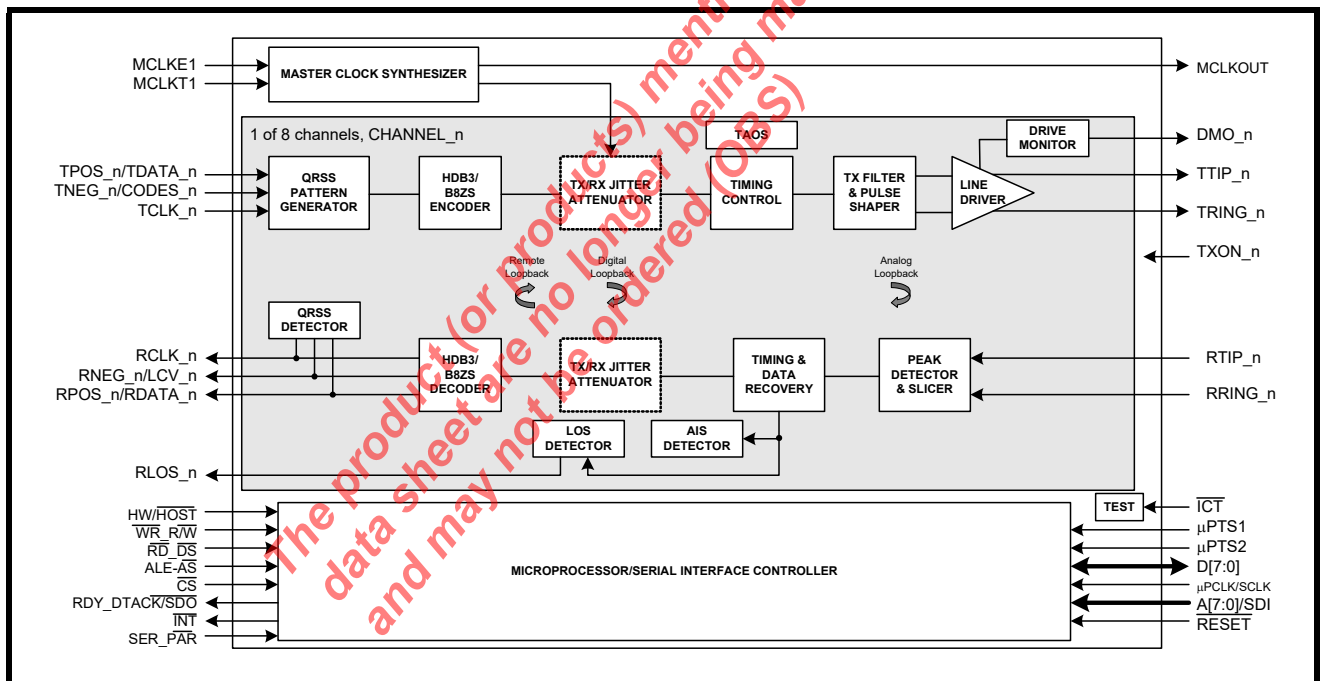 MCLKE1
MCLKT1
MASTER CLOCK SYNTHESIZER
MCLKOUT
1 of 8 channels, CHANNEL_n
TAOS
DRIVE
MONITOR
DMO_n
TPOS_n/TDATA_n
TNEG_n/CODES_n
TCLK_n
QRSS
PATTERN
GENERATOR
HDB3/
B8ZS
ENCODER
TX/RX JITTER
ATTENUATOR
TIMING
CONTROL
TX FILTER
& PULSE
SHAPER
LINE
DRIVER
TTIP_n
TRING_n
TXON_n
Remote
Loopback
Digital
Loopback
Analog
Loopback
QRSS
DETECTOR
RCLK_n
RNEG_n/LCV_n
RPOS_n/RDATA_n
HDB3/
B8ZS
DECODER
TX/RX JITTER
ATTENUATOR
TIMING &
DATA
RECOVERY
PEAK
DETECTOR
& SLICER
RTIP_n
RRING_n
LOS
DETECTOR
AIS
DETECTOR
RLOS_n
TEST
ICT
HW/HOST
WR_R/W
RD_DS
ALE-AS
CS
RDY_DTACK/SDO
INT
SER_PAR
MICROPROCESSOR/SERIAL INTERFACE CONTROLLER
µPTS1
µPTS2
D[7:0]
µPCLK/SCLK
A[7:0]/SDI
RESET
The product (or products) menti
data sheet are no longer being ma
and may not be ordered (OBS)